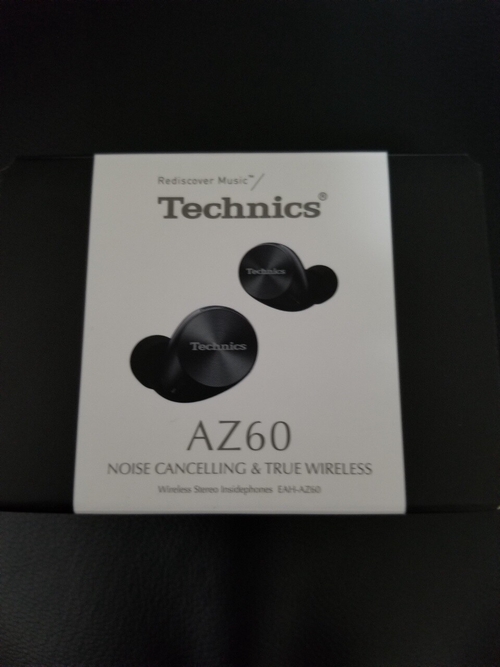 Rediscover Music™/
Technics®
Technics
Technics
AZ60
NOISE CANCELLING & TRUE WIRELESS
Wireless Stereo Insidephones EAH-AZ60